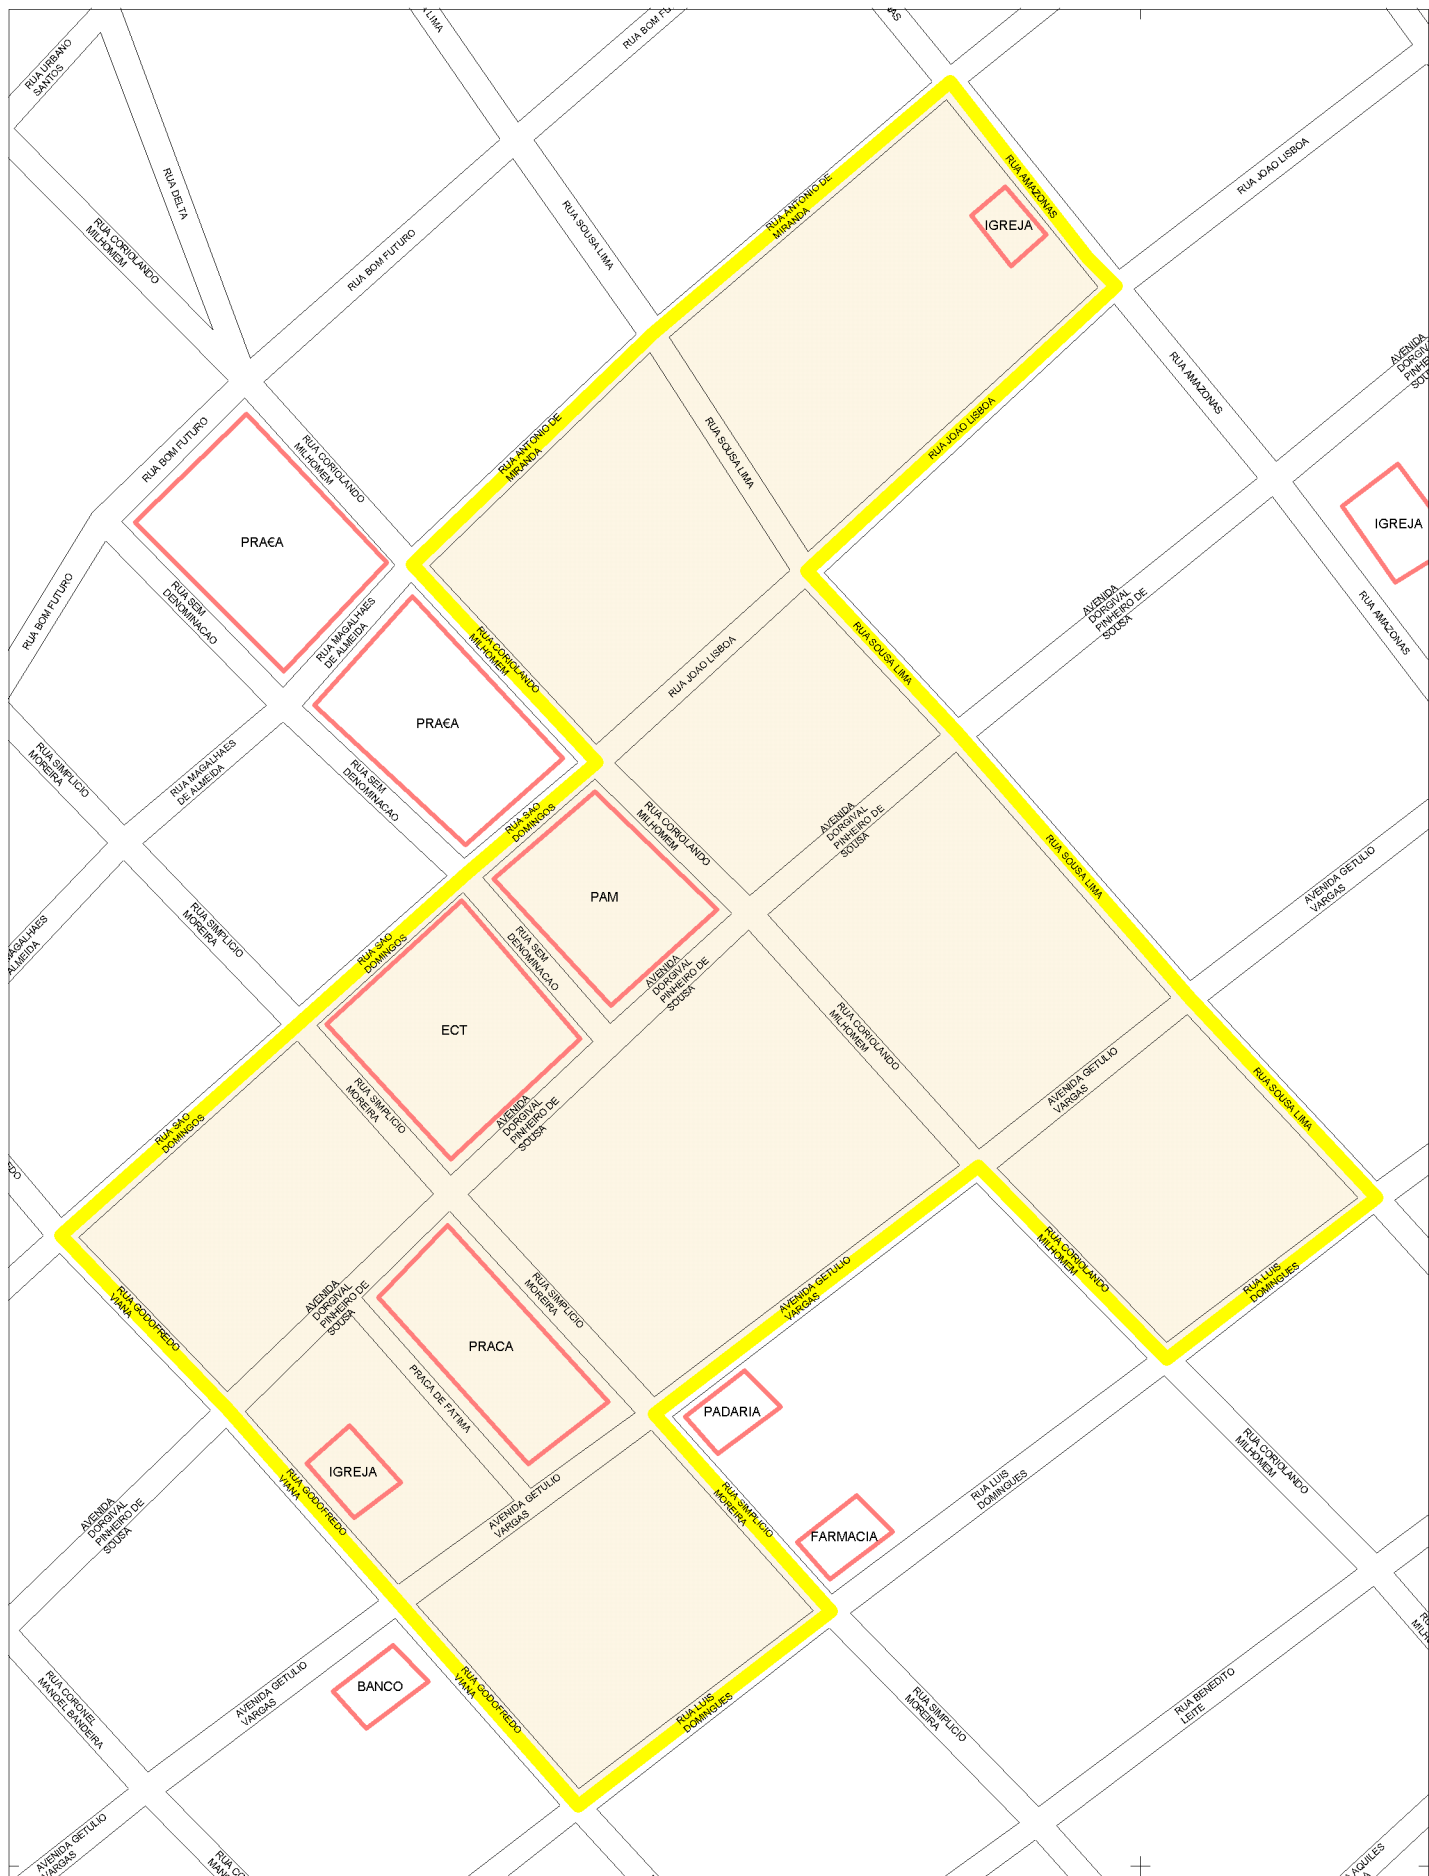 RUA URBANO
SANTOS
RUA BOM FU
RUA DELTA
RUA CORIOLANDO
MILHOMEM
RUA BOM FUTURO
RUA SOUSA LIMA
RUA ANTONIO DE
MIRANDA
RUA AMAZONAS
IGREJA
RUA JOAO LISBOA
RUA AMAZONAS
AVENIDA
RUA JOAO LISBOA
RUA SOUSA LIMA
RUA ANTONIO DE
MIRANDA
RUA BOM FUTURO
RUA CORIOLANDO
MILHOMEM
PRA€A
IGREJA
RUA BOM FUTURO
RUA SEM
DENOMINACAO
RUA MAGALHAES
DE ALMEIDA
RUA CORIOLANDO
MILHOMEM
RUA JOAO LISBOA
RUA SOUSA LIMA
AVENIDA
DORGIVAL
PINHEIRO DE
SOUSA
RUA AMAZONAS
PRA€A
RUA SIMPLICIO
MOREIRA
RUA MAGALHAES
DE ALMEIDA
RUA SEM
DENOMINACAO
RUA SAO
DOMINGOS
RUA CORIOLANDO
MILHOMEM
AVENIDA
DORGIVAL
PINHEIRO DE
SOUSA
RUA SOUSA LIMA
AVENIDA GETULIO
VARGAS
PAM
AGALHAES
ALMEIDA
RUA SIMPLICIO
MOREIRA
RUA SAO
DOMINGOS
RUA SEM
DENOMINACAO
AVENIDA
DORGIVAL
PINHEIRO DE
SOUSA
ECT
RUA CORIOLANDO
MILHOMEM
AVENIDA GETULIO
VARGAS
RUA SOUSA LIMA
RUA SAO
DOMINGOS
RUA SIMPLICIO
MOREIRA
AVENIDA
DORGIVAL
PINHEIRO DE
SOUSA
RUA GODOFREDO
VIANA
AVENIDA
DORGIVAL
PINHEIRO DE
SOUSA
RUA SIMPLICIO
MOREIRA
AVENIDA GETULIO
VARGAS
RUA CORIOLANDO
MILHOMEM
RUA LUIS
DOMINGUES
PRACA
PRACA DE FATIMA
PADARIA
IGREJA
RUA GODOFREDO
VIANA
AVENIDA GETULIO
VARGAS
RUA SIMPLICIO
MOREIRA
RUA LUIS
DOMINGUES
RUA CORIOLANDO
MILHOMEM
AVENIDA
DORGIVAL
PINHEIRO DE
SOUSA
FARMACIA
BANCO
RUA CORONEL
MANOEL BANDEIRA
AVENIDA GETULIO
VARGAS
RUA GODOFREDO
VIANA
RUA LUIS
DOMINGUES
RUA SIMPLICIO
MOREIRA
RUA BENEDITO
LEITE
AVENIDA GETULIO
VARGAS
AQUILES